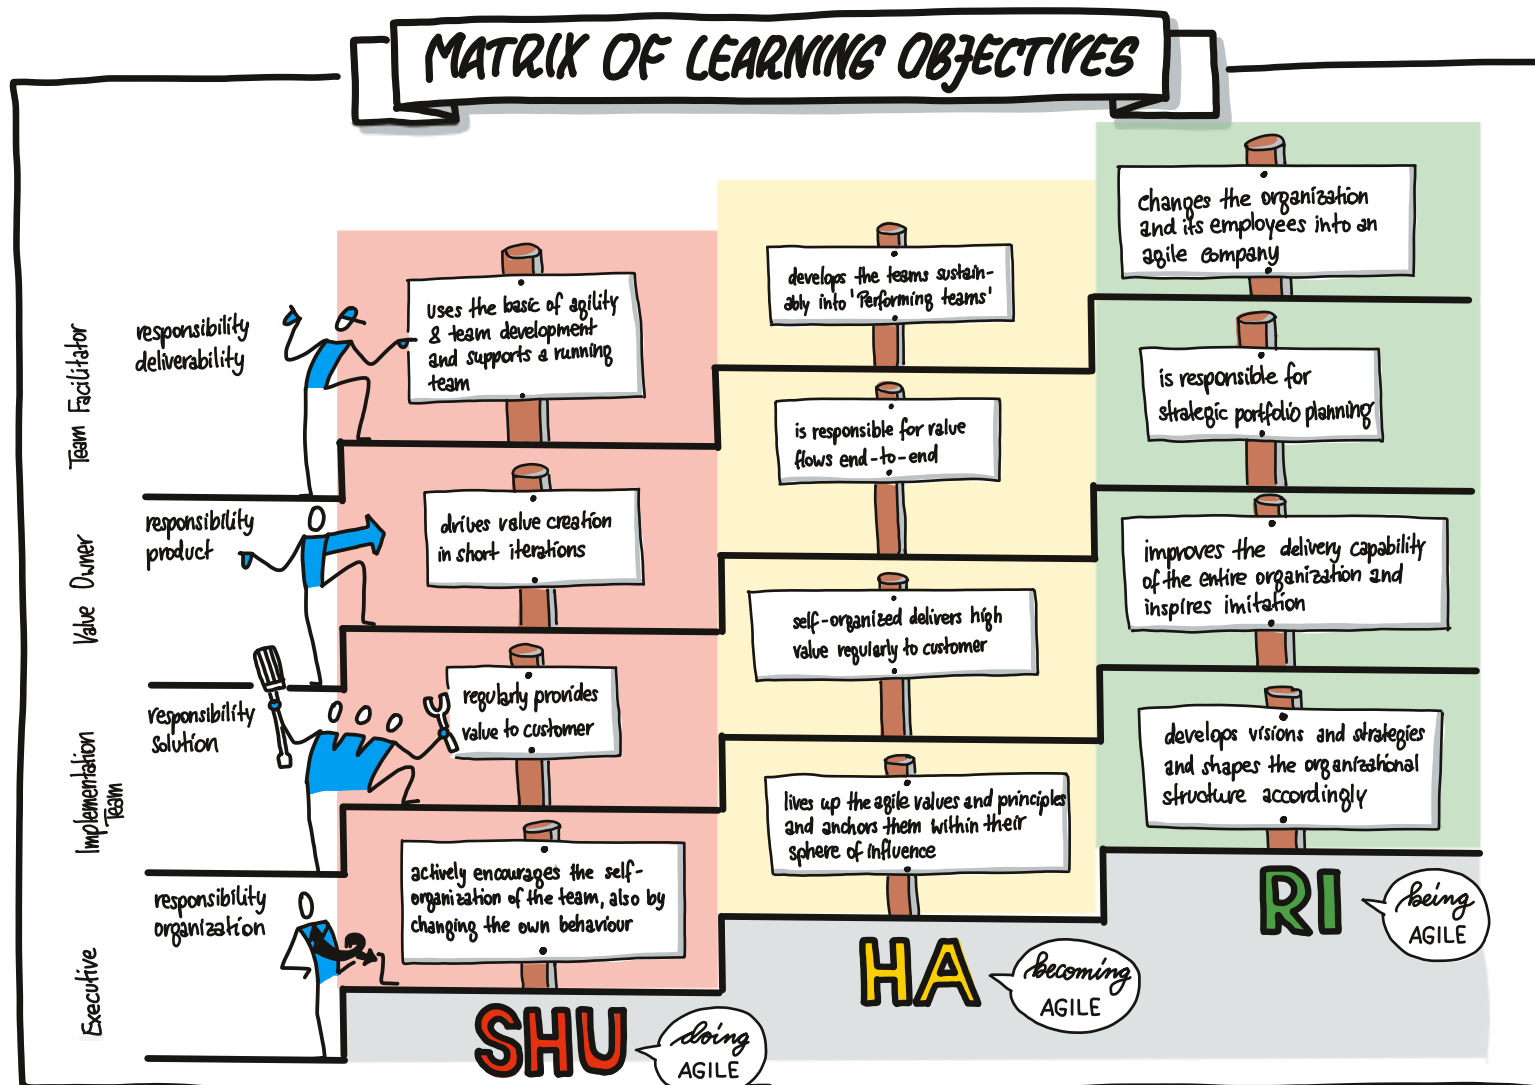 MATRIX OF LEARNING OBJECTIVES
Team Facilitator
responsibility
deliverability
uses the basic of agility
& team development
and supports a running
team
develops the teams sustain-
ably into 'Performing teams'
changes the organization
and its employees into an
agile company
Value Owner
responsibility
product
drives value creation
in short iterations
is responsible for value
flows end-to-end
is responsible for
strategic portfolio planning
Implementation
Team
responsibility
solution
regularly provides
value to customer
self-organized delivers high
value regularly to customer
improves the delivery capability
of the entire organization and
inspires imitation
Executive
responsibility
organization
actively encourages the self-
organization of the team, also by
changing the own behaviour
lives up the agile values and principles
and anchors them within their
sphere of influence
develops visions and strategies
and shapes the organizational
structure accordingly
SHU
doing
AGILE
HA
becoming
AGILE
RI
being
AGILE